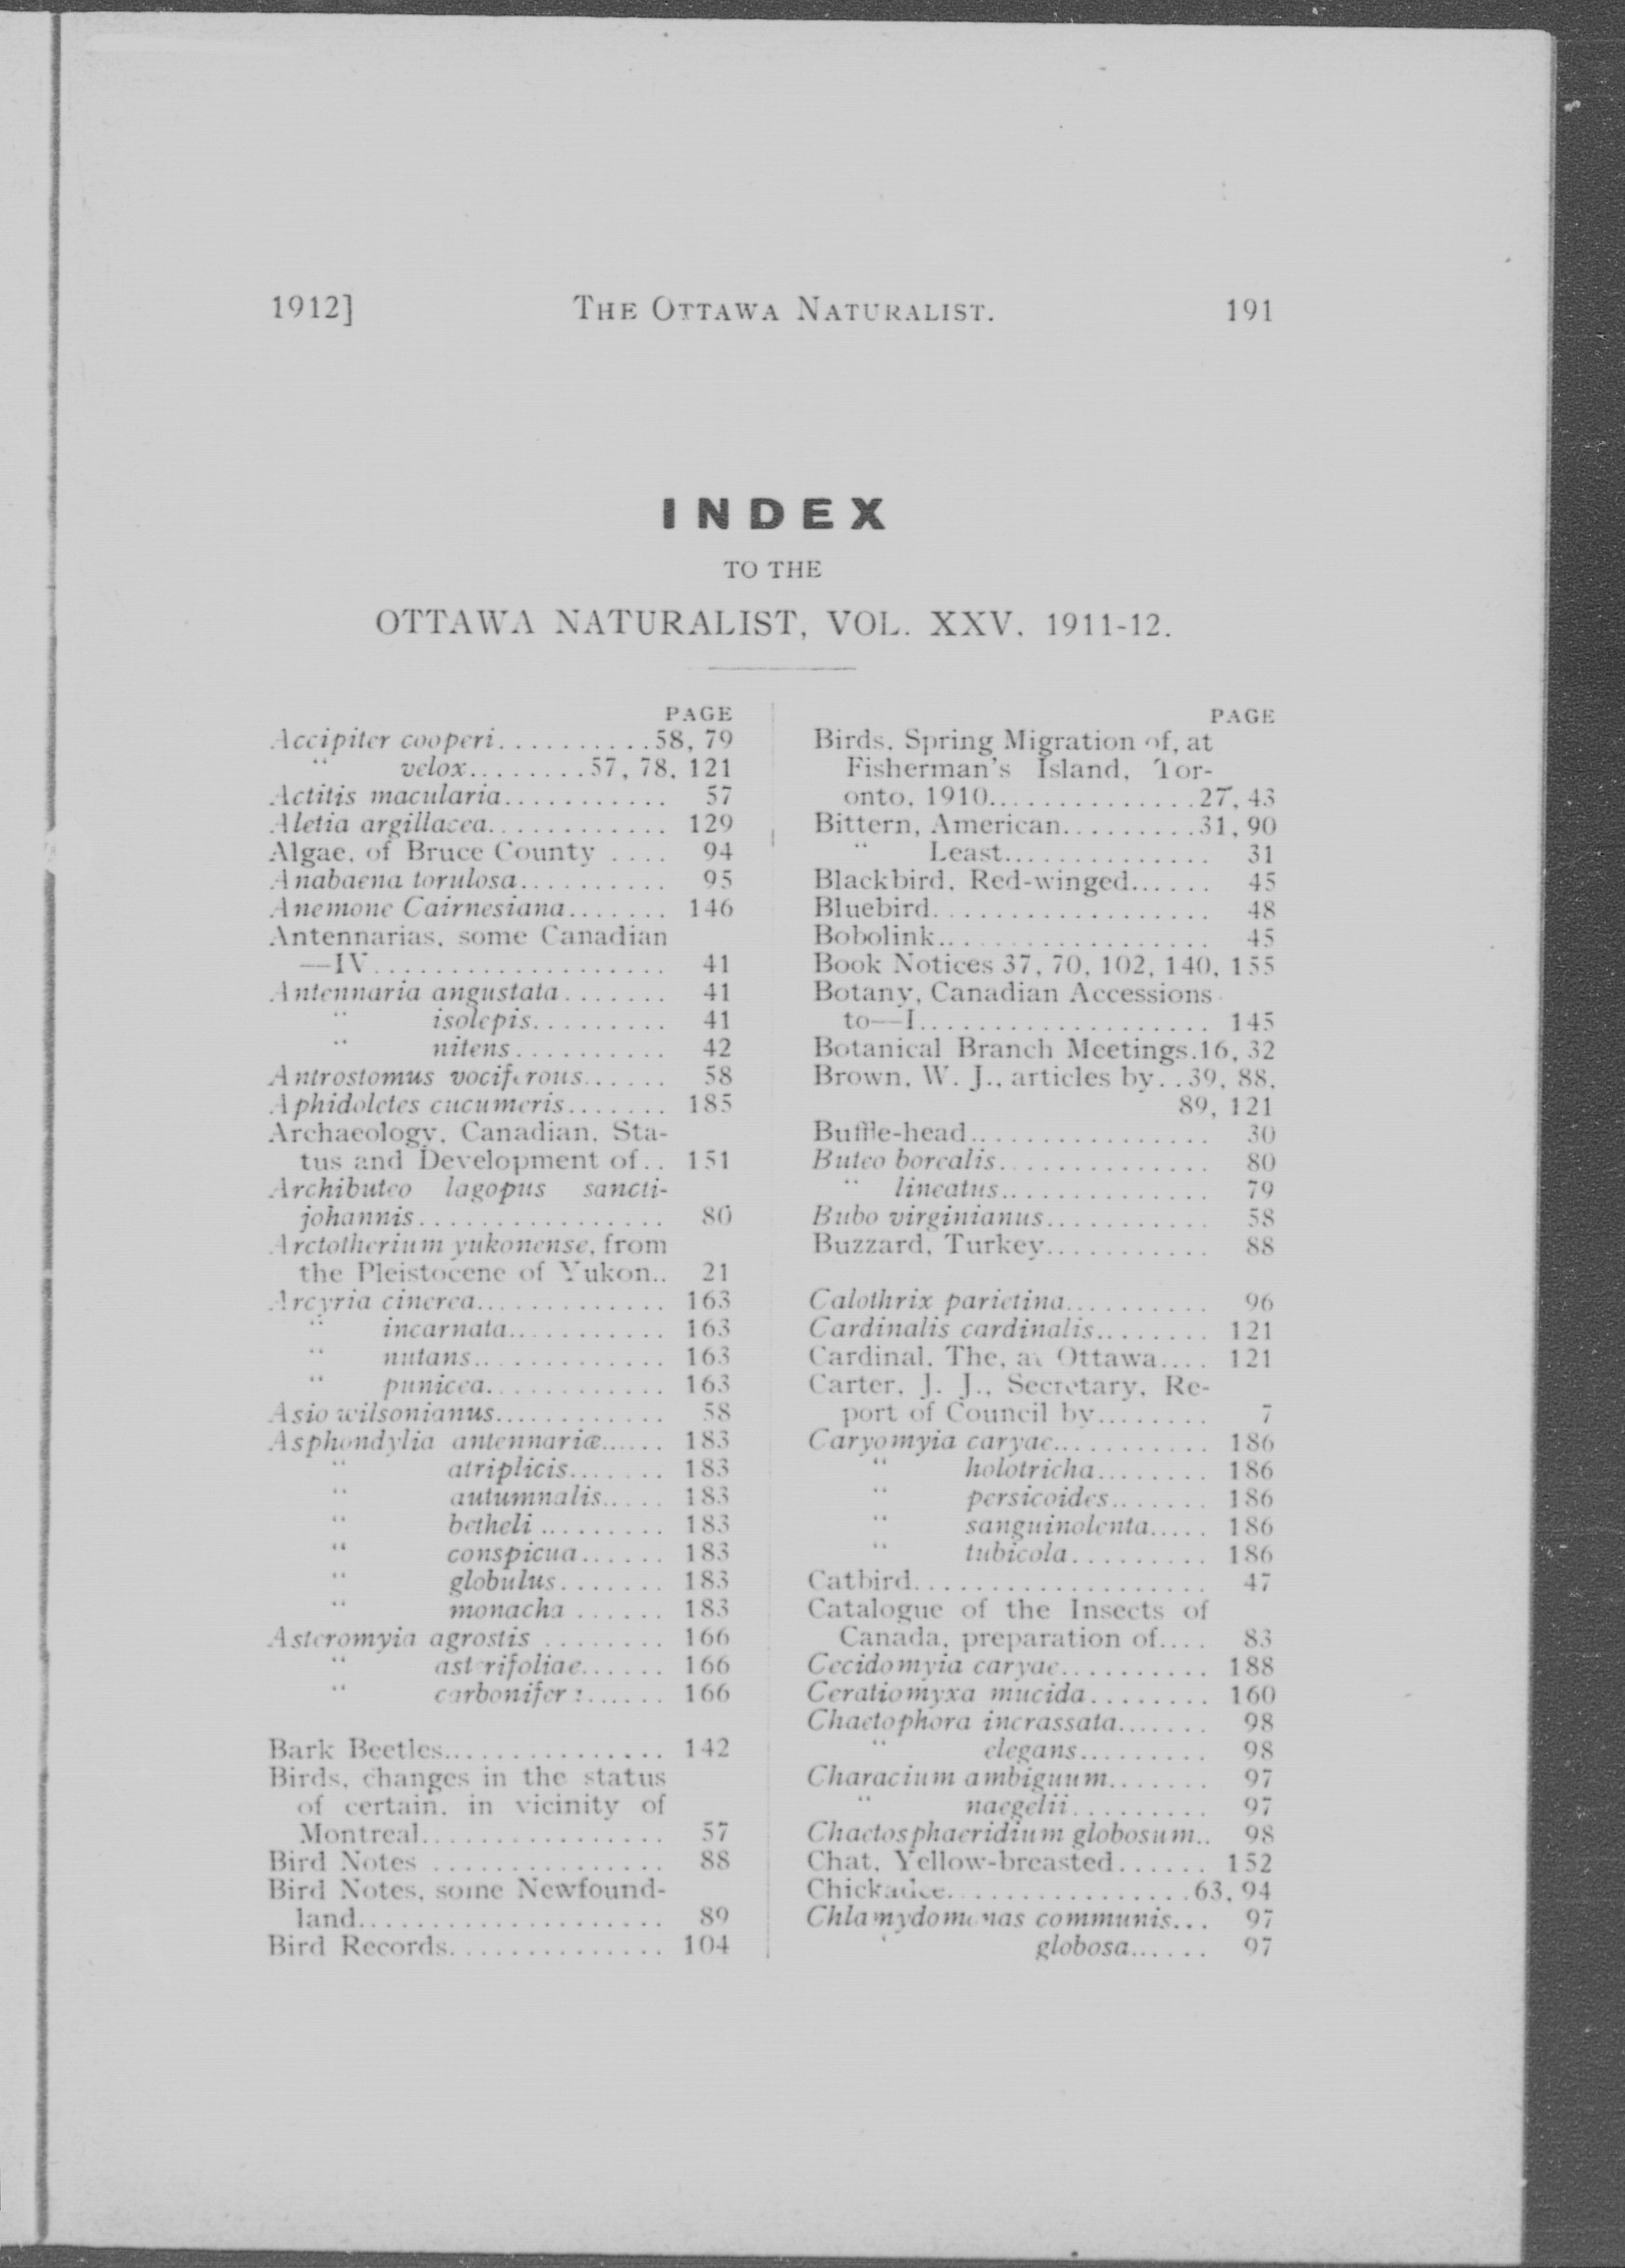 1912] THE OTTAWA NATURALIST. 191
INDEX
TO THE
OTTAWA NATURALIST, VOL. XXV, 1911-12.
PAGE
Accipiter cooperi..........58, 79
“ velox........57, 78, 121
Actitis macularia........... 57
Aletia argillacea............ 129
Algae, of Bruce County .... 94
Anabaena torulosa.......... 95
Anemone Cairnesiana....... 146
Antennarias, some Canadian
—IV................... 41
Antennaria angustata....... 41
“ isolepis......... 41
“ nitens.......... 42
Antrostomus vociferous...... 58
Aphidoletes cucumeris....... 185
Archaeology, Canadian, Sta-
tus and Development of.. 151
Archibuteo lagopus sancti-
johannis................ 80
Arctotherium yukonense, from
the Pleistocene of Yukon.. 21
Arcyria cinerea............. 163
“ incarnata........... 163
“ nutans............. 163
“ punicea............ 163
Asio wilsonianus............ 58
Asphondylia antennariæ...... 183
“ atriplicis....... 183
“ autumnalis..... 183
“ betheli ......... 183
“ conspicua...... 183
“ globulus....... 183
“ monacha ...... 183
Asteromyia agrostis ........ 166
“ asterifoliae...... 166
“ carbonifera...... 166
Bark Beetles............... 142
Birds, changes in the status
of certain, in vicinity of
Montreal................ 57
Bird Notes ............... 88
Bird Notes, some Newfound-
land.................... 89
Bird Records.............. 104
PAGE
Birds, Spring Migration of, at
Fisherman's Island, Tor-
onto, 1910..............27, 43
Bittern, American.........31, 90
“ Least.............. 31
Blackbird, Red-winged...... 45
Bluebird.................. 48
Bobolink.................. 45
Book Notices 37, 70, 102, 140, 155
Botany, Canadian Accessions
to—I................... 145
Botanical Branch Meetings.16, 32
Brown, W. J., articles by..39, 88,
89, 121
Buffle-head................ 30
Buteo borealis.............. 80
“ lineatus.............. 79
Bubo virginianus........... 58
Buzzard, Turkey........... 88
Calothrix parietina.......... 96
Cardinalis cardinalis........ 121
Cardinal, The, at Ottawa.... 121
Carter, J. J., Secretary, Re-
port of Council by........ 7
Caryomyia caryae........... 186
“ holotricha........ 186
“ persicoides....... 186
“ sanguinolenta..... 186
“ tubicola......... 186
Catbird................... 47
Catalogue of the Insects of
Canada, preparation of.... 83
Cecidomyia caryae.......... 188
Ceratiomyxa mucida........ 160
Chaetophora incrassata....... 98
“ elegans......... 98
Characium ambiguum....... 97
“ naegelii......... 97
Chaetosphaeridium globosum.. 98
Chat, Yellow-breasted...... 152
Chickadee................63, 94
Chlamydomonas communis... 97
“ globosa...... 97